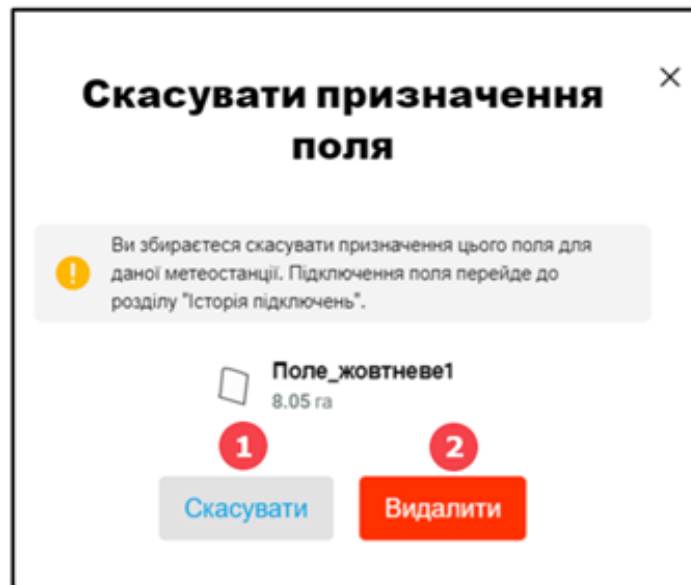 Скасувати призначення
поля
Ви збираєтеся скасувати призначення цього поля для
даної метеостанції. Підключення поля перейде до
розділу "Історія підключень".
Поле_жовтневе1
8.05 га
1 2
Скасувати Видалити